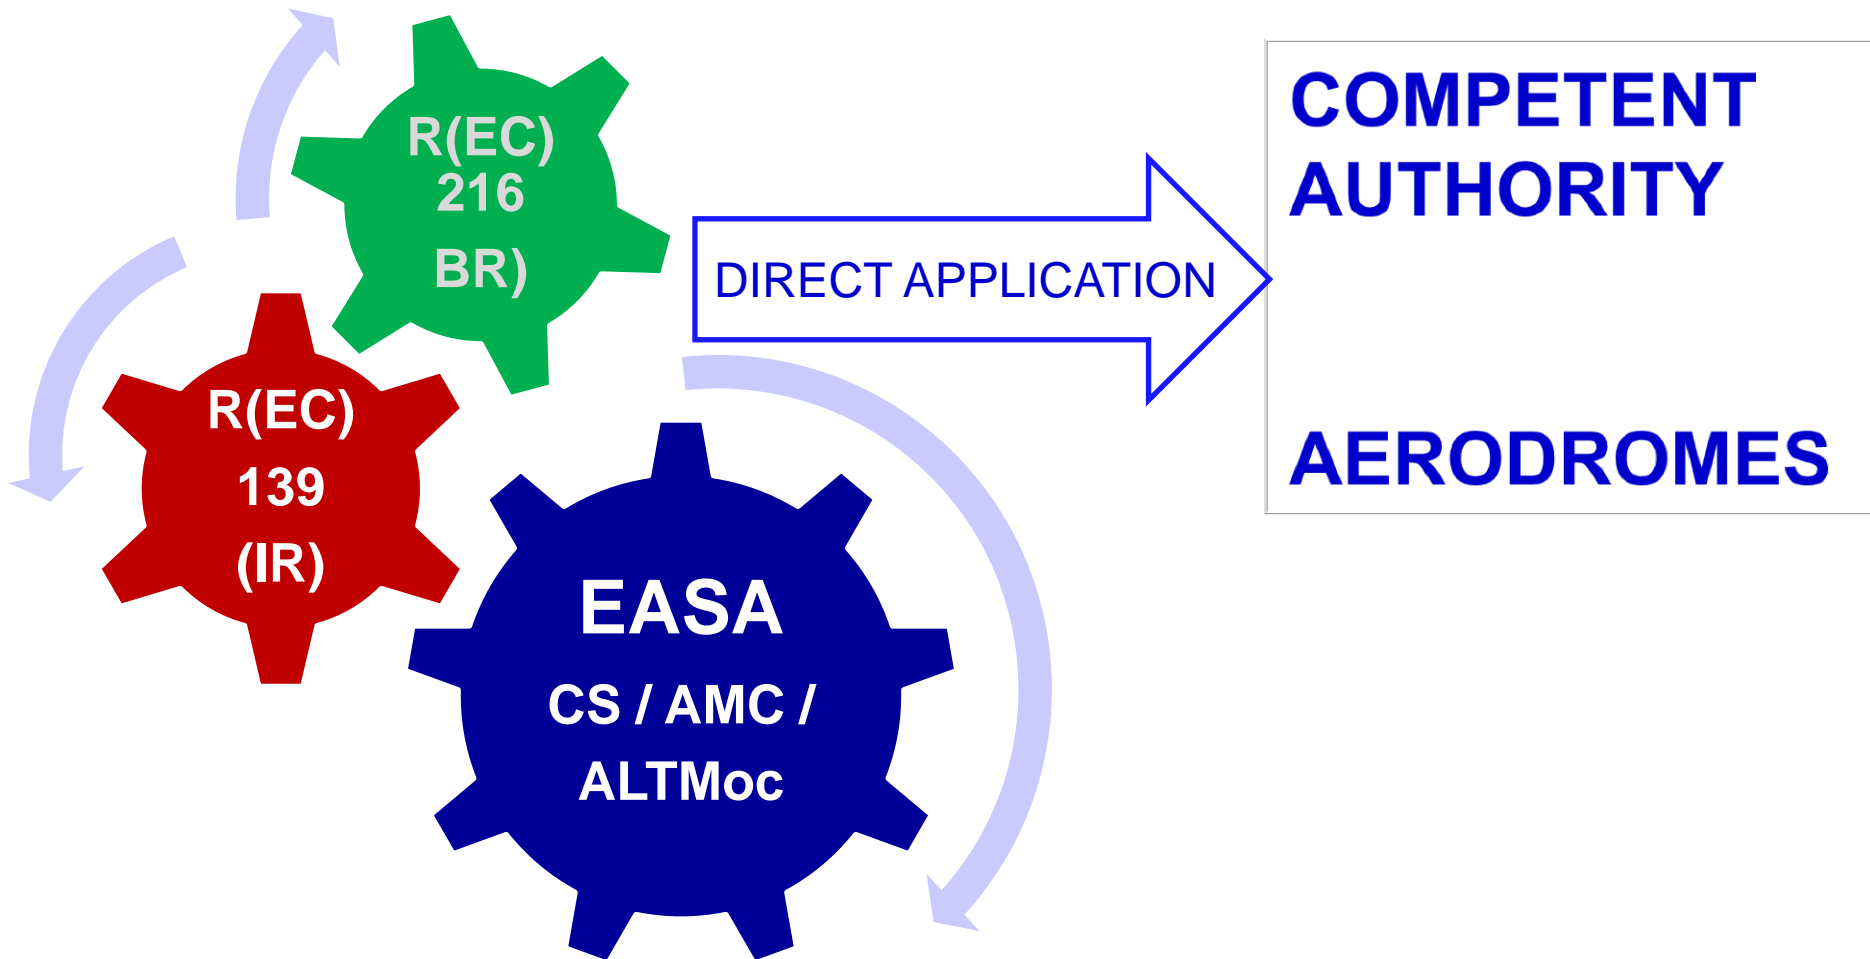 R(EC)
216
BR)
R(EC)
139
(IR)
EASA
CS / AMC /
ALTMoc
DIRECT APPLICATION
COMPETENT
AUTHORITY
AERODROMES